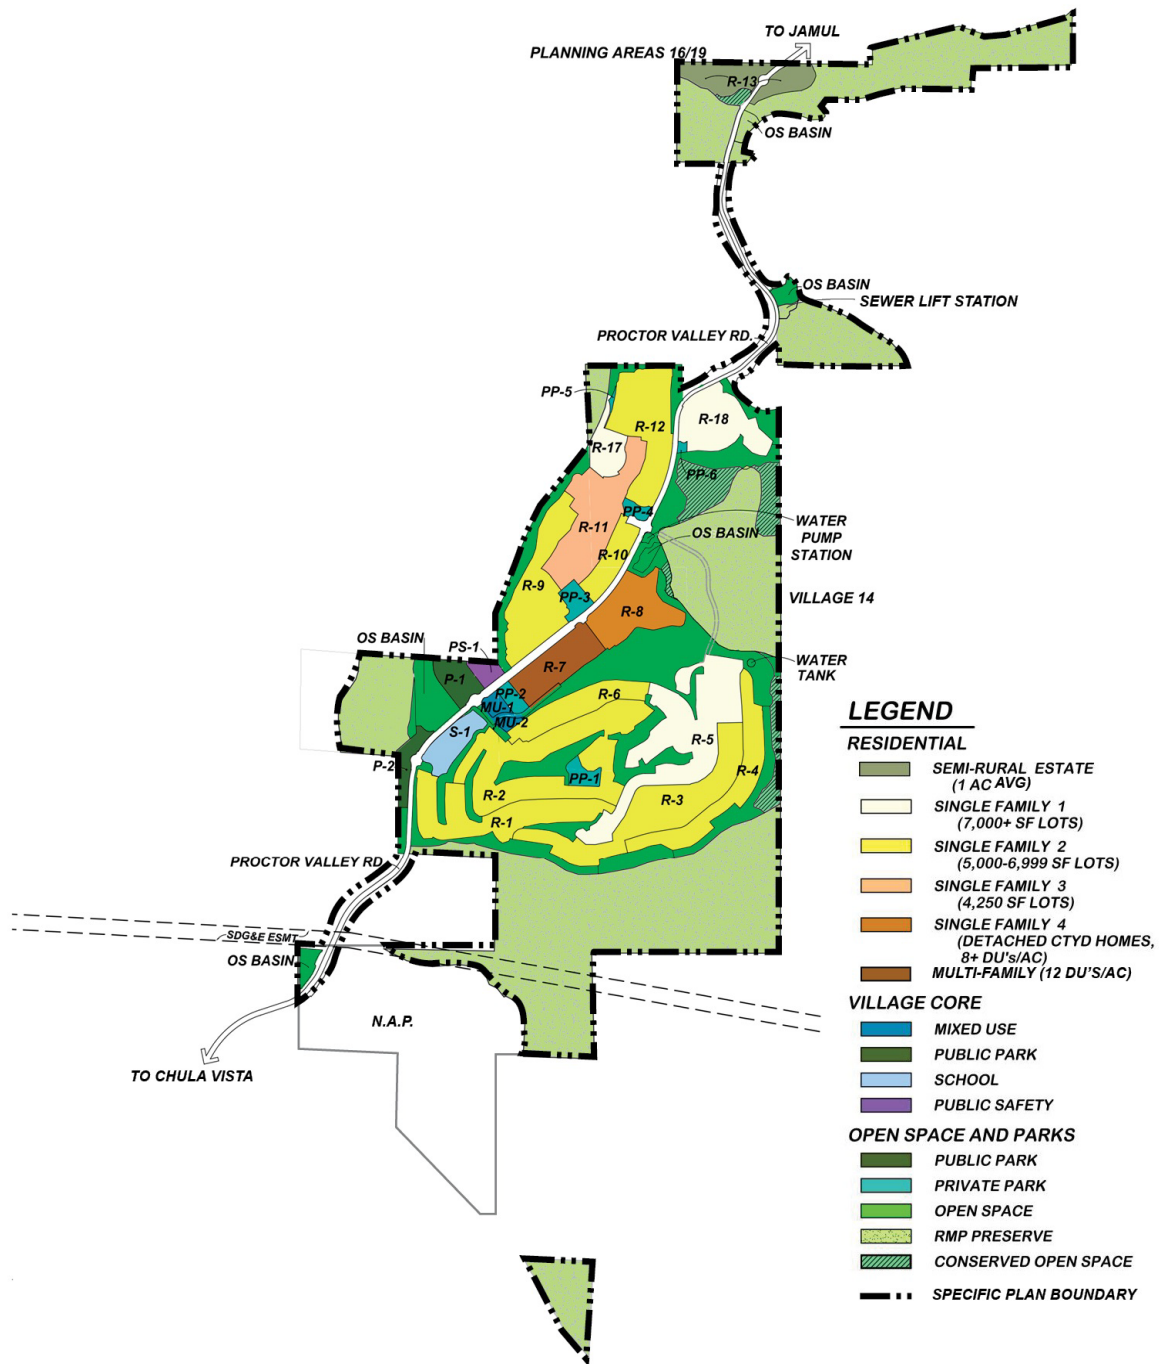 TO JAMUL
PLANNING AREAS 16/19
R-13
OS BASIN
OS BASIN
SEWER LIFT STATION
PROCTOR VALLEY RD.
PP-5
R-12
R-18
R-17
PP-6
PP-4
R-11
R-10
OS BASIN
WATER
PUMP
STATION
R-9
PP-3
R-8
VILLAGE 14
OS BASIN
PS-1
P-1
R-7
WATER
TANK
PP-2
R-6
MU-1
MU-2
S-1
R-5
P-2
PP-1
R-4
R-2
R-3
R-1
PROCTOR VALLEY RD
SDG&E ESMT
OS BASIN
N.A.P.
TO CHULA VISTA
LEGEND
RESIDENTIAL
SEMI-RURAL ESTATE
(1 AC AVG)
SINGLE FAMILY 1
(7,000+ SF LOTS)
SINGLE FAMILY 2
(5,000-6,999 SF LOTS)
SINGLE FAMILY 3
(4,250 SF LOTS)
SINGLE FAMILY 4
(DETACHED CTYD HOMES,
8+ DU's/AC)
MULTI-FAMILY (12 DU'S/AC)
VILLAGE CORE
MIXED USE
PUBLIC PARK
SCHOOL
PUBLIC SAFETY
OPEN SPACE AND PARKS
PUBLIC PARK
PRIVATE PARK
OPEN SPACE
RMP PRESERVE
CONSERVED OPEN SPACE
SPECIFIC PLAN BOUNDARY